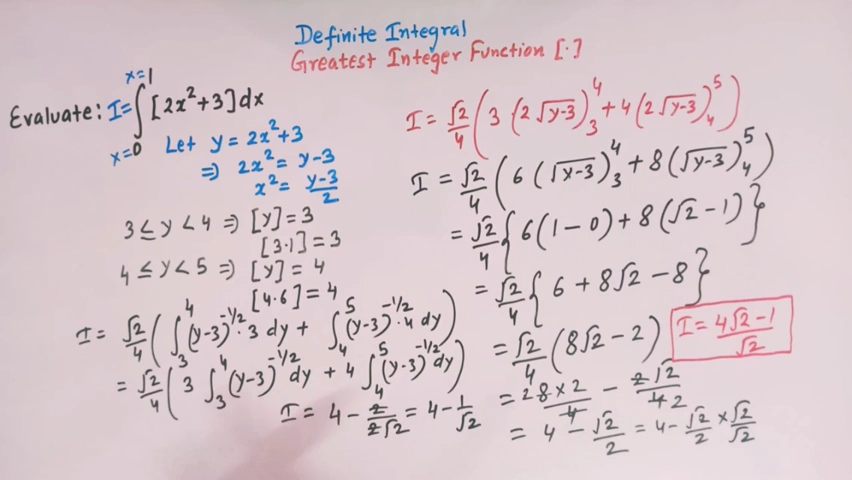 Definite Integral
Greatest Integer Function [·]
Evaluate: I = ∫_{x=0}^{x=1} [2x²+3] dx
Let y = 2x²+3
⇒ 2x² = y-3
x² = (y-3)/2
3 ≤ y < 4 ⇒ [y] = 3
[3·1] = 3
4 ≤ y < 5 ⇒ [y] = 4
[4·6] = 4
I = √2/4 ( ∫_3^4 (y-3)^{-1/2} · 3 dy + ∫_4^5 (y-3)^{-1/2} · 4 dy )
= √2/4 ( 3 ∫_3^4 (y-3)^{-1/2} dy + 4 ∫_4^5 (y-3)^{-1/2} dy )
I = √2/4 ( 3 (2√(y-3))_3^4 + 4 (2√(y-3))_4^5 )
I = √2/4 ( 6 (√(y-3))_3^4 + 8 (√(y-3))_4^5 )
= √2/4 { 6(1-0) + 8(√2-1) }
= √2/4 { 6 + 8√2 - 8 }
= √2/4 (8√2 - 2)
= 2 8×2/4 - 2√2/4 2
= 4 - √2/2 = 4 - √2/2 × √2/√2
I = 4 - 2/2√2 = 4 - 1/√2
I = (4√2-1)/√2